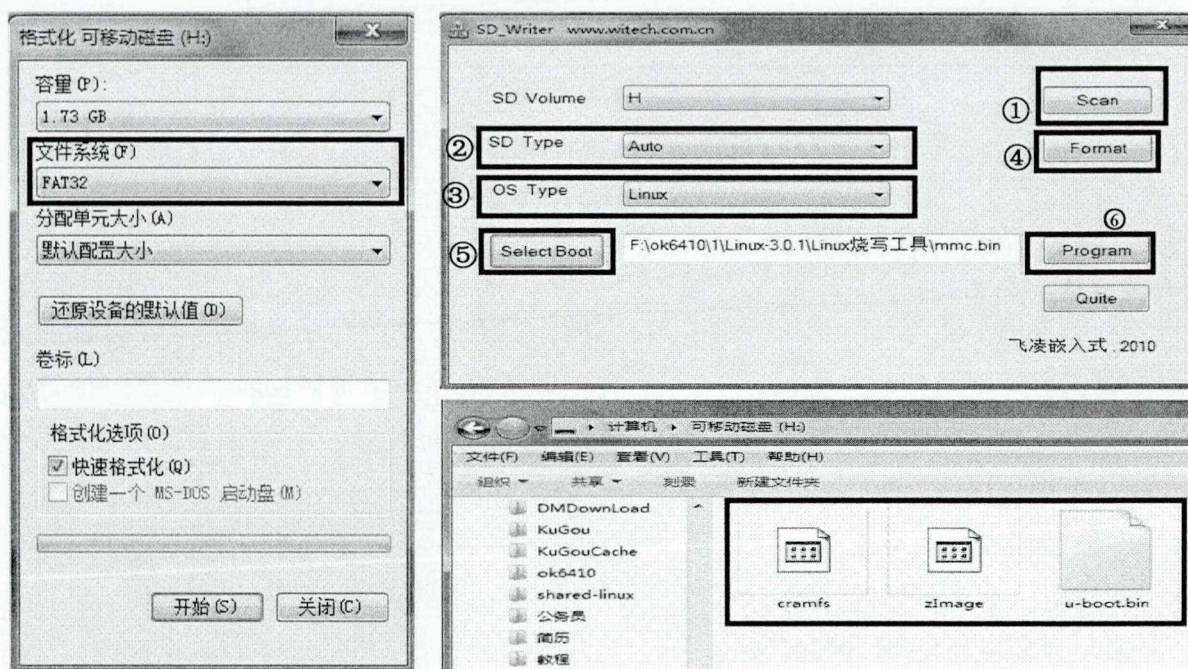 格式化 可移动磁盘 (H:)
容量(P):
1.73 GB
文件系统(F)
FAT32
分配单元大小(A)
默认配置大小
还原设备的默认值(D)
卷标(L)
格式化选项(O)
快速格式化(Q)
创建一个 MS-DOS 启动盘(M)
开始(S)
关闭(C)
SD_Writer www.witech.com.cn
SD Volume H
① Scan
② SD Type Auto
④ Format
③ OS Type Linux
⑤ Select Boot F:\ok6410\1\Linux-3.0.1\Linux烧写工具\mmc.bin
⑥
Program
Quite
飞凌嵌入式 . 2010
计算机 可移动磁盘 (H:)
文件(F) 编辑(E) 查看(V) 工具(T) 帮助(H)
组织 共享 刻录 新建文件夹
DMDownLoad
KuGou
KuGouCache
ok6410
shared-linux
公务员
简历
教程
cramfs zImage u-boot.bin